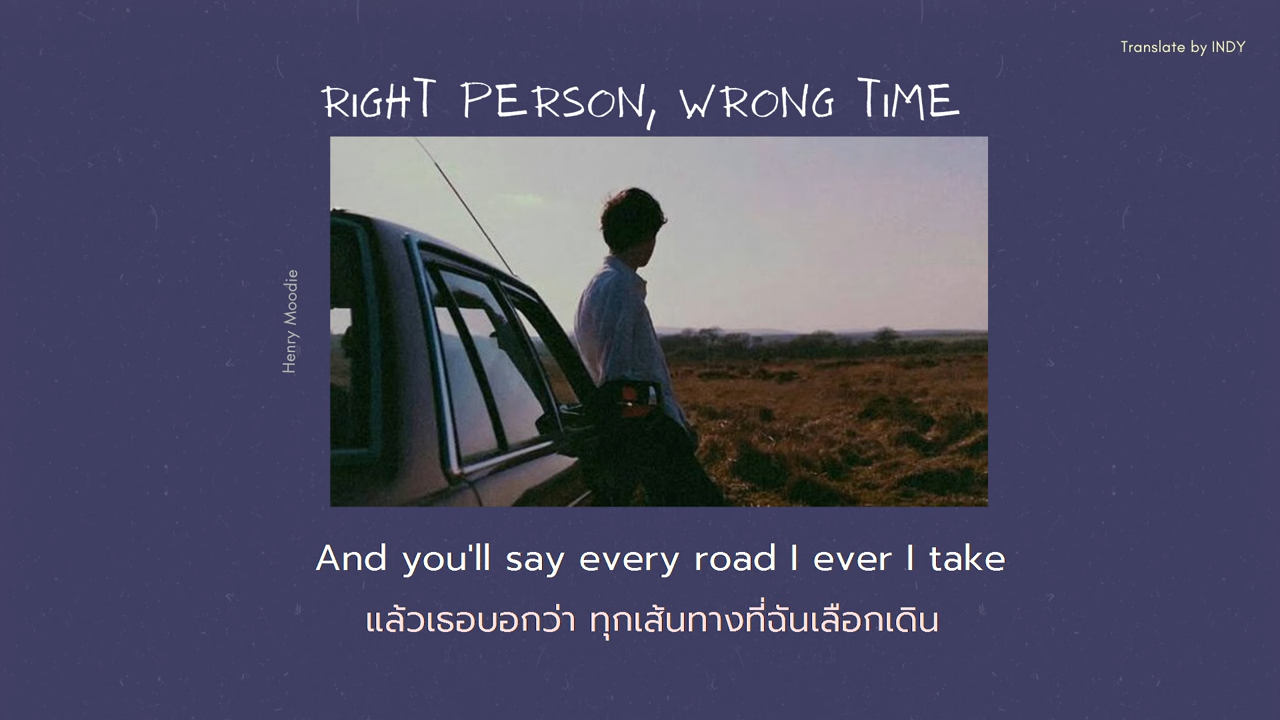 Translate by INDY
RIGHT PERSON, WRONG TIME
Henry Moodie
And you'll say every road I ever I take
แล้วเธอบอกว่า ทุกเส้นทางที่ฉันเลือกเดิน